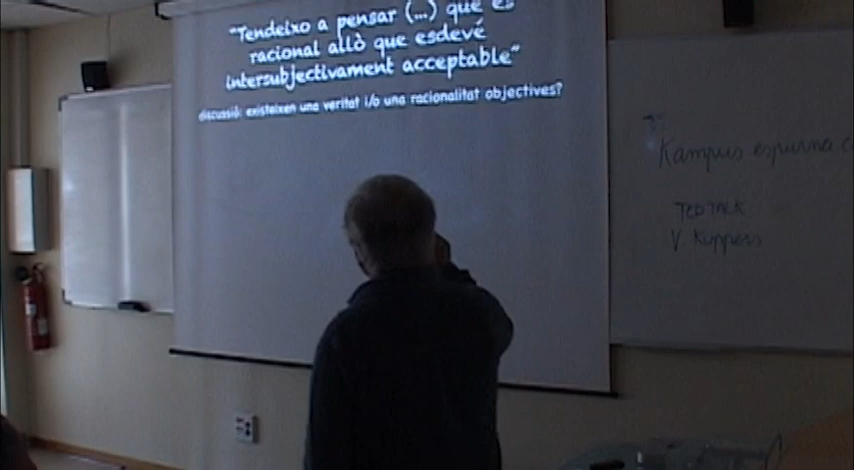 "Tendeixo a pensar (...) que és
racional allò que esdevé
intersubjectivament acceptable"
discussió: existeixen una veritat i/o una racionalitat objectives?
Kampus espurna
TED TALK
V. Kuppers